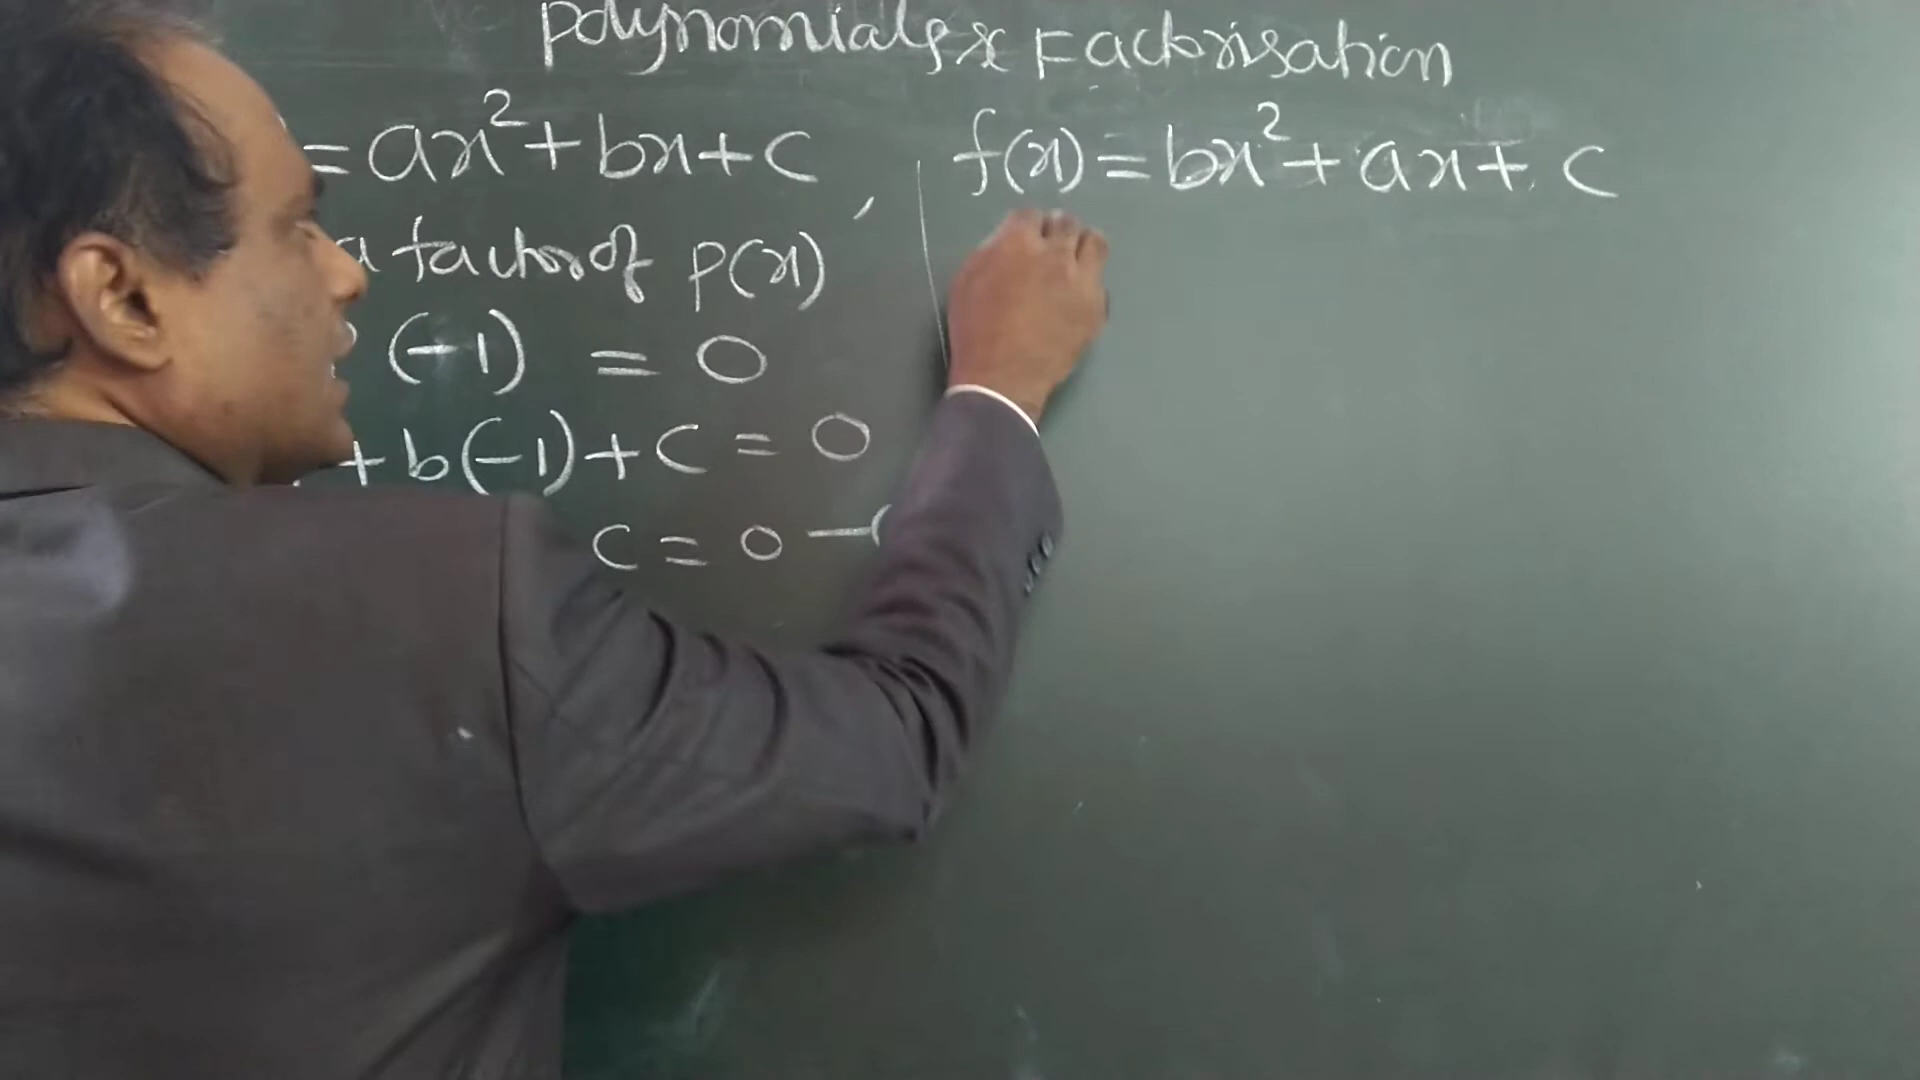 Polynomials & Factorisation
= ax² + bx + c ,
f(x) = bx² + ax + c
a factor of p(x)
(-1) = 0
+ b(-1) + c = 0
c = 0 —